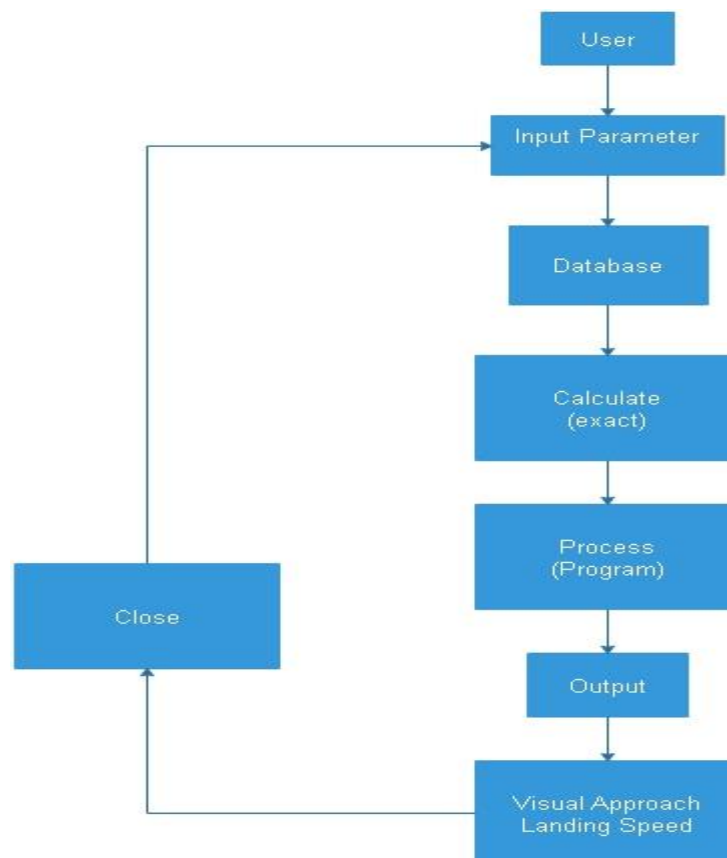 User
Input Parameter
Database
Calculate
(exact)
Process
(Program)
Close
Output
Visual Approach
Landing Speed